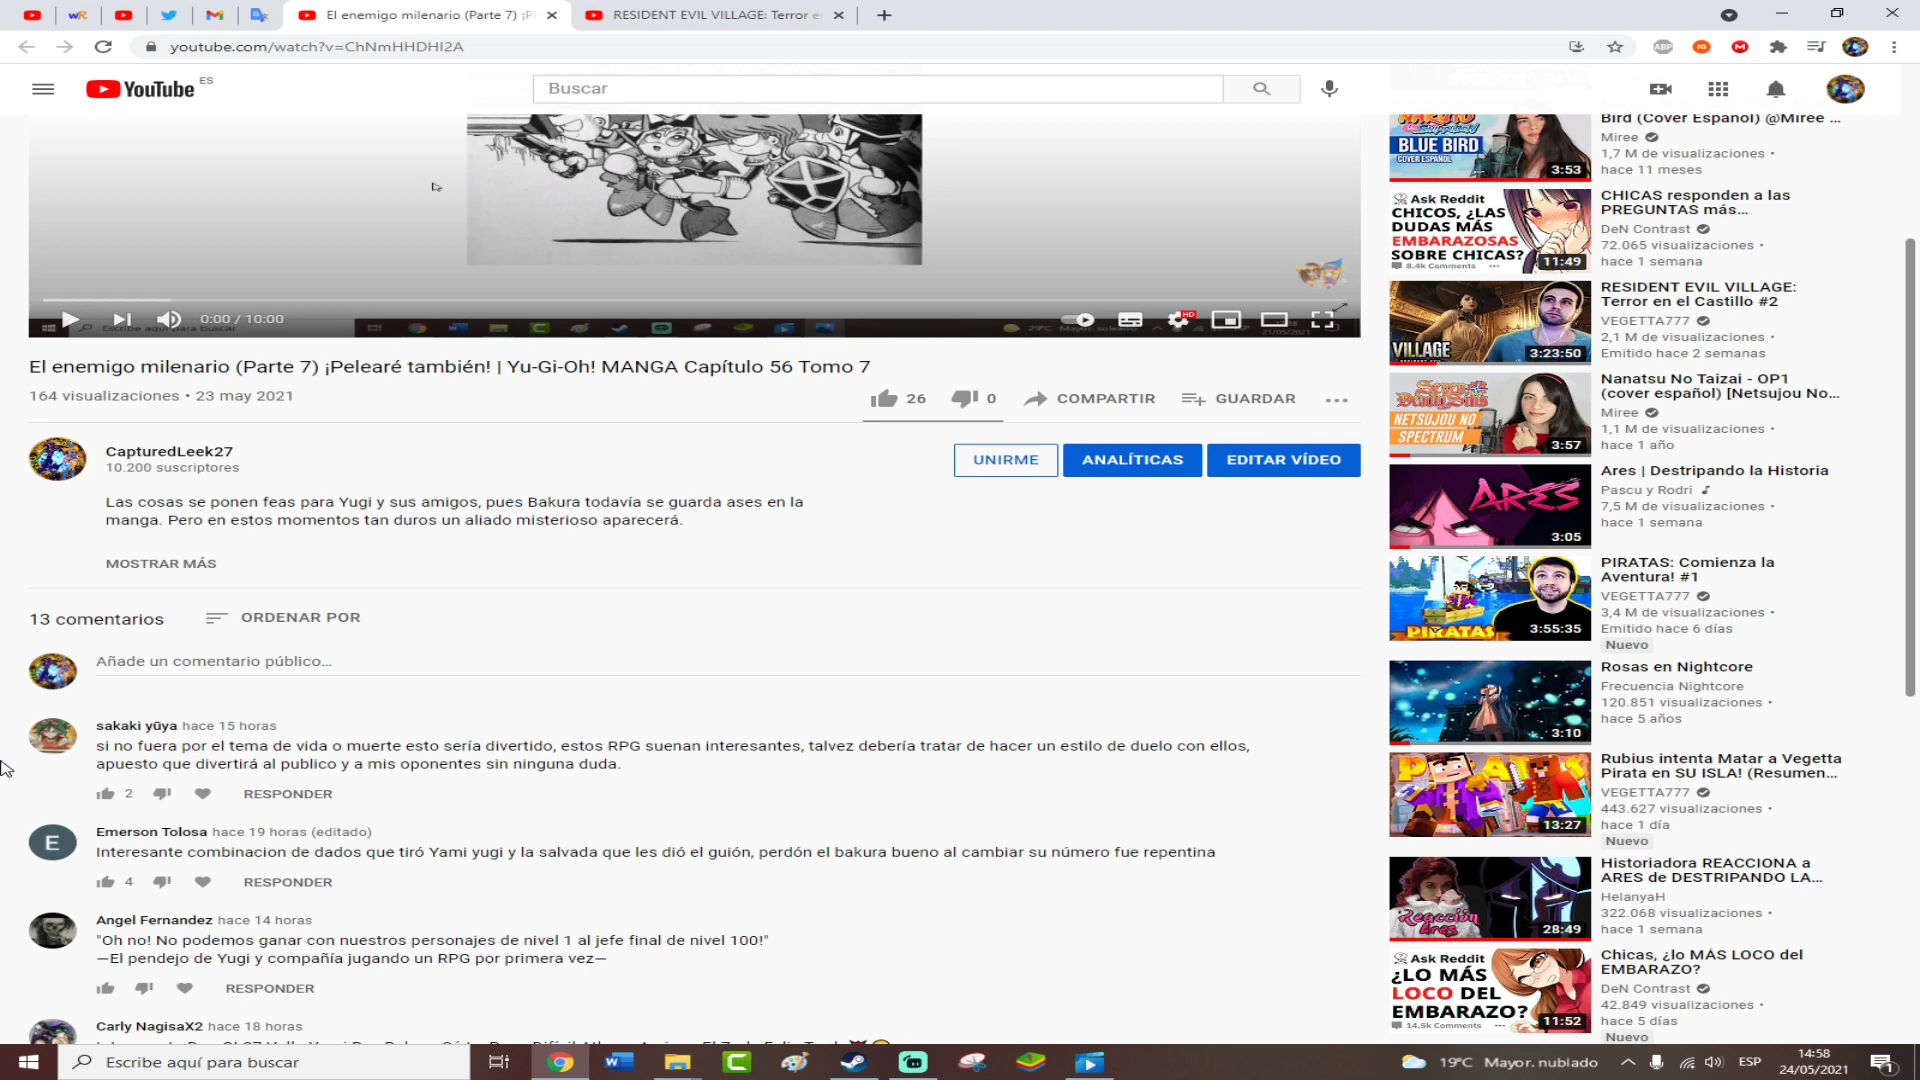 El enemigo milenario (Parte 7) ¡P
RESIDENT EVIL VILLAGE: Terror e
youtube.com/watch?v=ChNmHHDHI2A
YouTube ES
Buscar
0:00 / 10:00
El enemigo milenario (Parte 7) ¡Pelearé también! | Yu-Gi-Oh! MANGA Capítulo 56 Tomo 7
164 visualizaciones • 23 may 2021
26
0
COMPARTIR
GUARDAR
CapturedLeek27
10.200 suscriptores
UNIRME
ANALÍTICAS
EDITAR VÍDEO
Las cosas se ponen feas para Yugi y sus amigos, pues Bakura todavía se guarda ases en la
manga. Pero en estos momentos tan duros un aliado misterioso aparecerá.
MOSTRAR MÁS
13 comentarios
ORDENAR POR
Añade un comentario público...
sakaki yūya hace 15 horas
si no fuera por el tema de vida o muerte esto sería divertido, estos RPG suenan interesantes, talvez debería tratar de hacer un estilo de duelo con ellos,
apuesto que divertirá al publico y a mis oponentes sin ninguna duda.
2
RESPONDER
E
Emerson Tolosa hace 19 horas (editado)
Interesante combinacion de dados que tiró Yami yugi y la salvada que les dió el guión, perdón el bakura bueno al cambiar su número fue repentina
4
RESPONDER
Angel Fernandez hace 14 horas
"Oh no! No podemos ganar con nuestros personajes de nivel 1 al jefe final de nivel 100!"
—El pendejo de Yugi y compañía jugando un RPG por primera vez—
RESPONDER
Carly NagisaX2 hace 18 horas
NARUTO
BLUE BIRD
COVER ESPAÑOL
3:53
Bird (Cover Español) @Miree ...
Miree
1,7 M de visualizaciones •
hace 11 meses
Ask Reddit
CHICOS, ¿LAS
DUDAS MÁS
EMBARAZOSAS
SOBRE CHICAS?
8.4k Comments
11:49
CHICAS responden a las
PREGUNTAS más...
DeN Contrast
72.065 visualizaciones •
hace 1 semana
VILLAGE
3:23:50
RESIDENT EVIL VILLAGE:
Terror en el Castillo #2
VEGETTA777
2,1 M de visualizaciones •
Emitido hace 2 semanas
Seven
Deadly Sins
NETSUJOU NO
SPECTRUM
3:57
Nanatsu No Taizai - OP1
(cover español) [Netsujou No...
Miree
1,1 M de visualizaciones •
hace 1 año
ARES
3:05
Ares | Destripando la Historia
Pascu y Rodri
7,5 M de visualizaciones •
hace 1 semana
PIRATAS
3:55:35
PIRATAS: Comienza la
Aventura! #1
VEGETTA777
3,4 M de visualizaciones •
Emitido hace 6 días
Nuevo
3:10
Rosas en Nightcore
Frecuencia Nightcore
120.851 visualizaciones •
hace 5 años
13:27
Rubius intenta Matar a Vegetta
Pirata en SU ISLA! (Resumen...
VEGETTA777
443.627 visualizaciones •
hace 1 día
Nuevo
Reacción
Ares
28:49
Historiadora REACCIONA a
ARES de DESTRIPANDO LA...
HelanyaH
322.068 visualizaciones •
hace 1 semana
Ask Reddit
¿LO MÁS
LOCO DEL
EMBARAZO?
14.5k Comments
11:52
Chicas, ¿lo MÁS LOCO del
EMBARAZO?
DeN Contrast
42.849 visualizaciones •
hace 5 días
Nuevo
Escribe aquí para buscar
19°C Mayor. nublado
ESP
14:58
24/05/2021